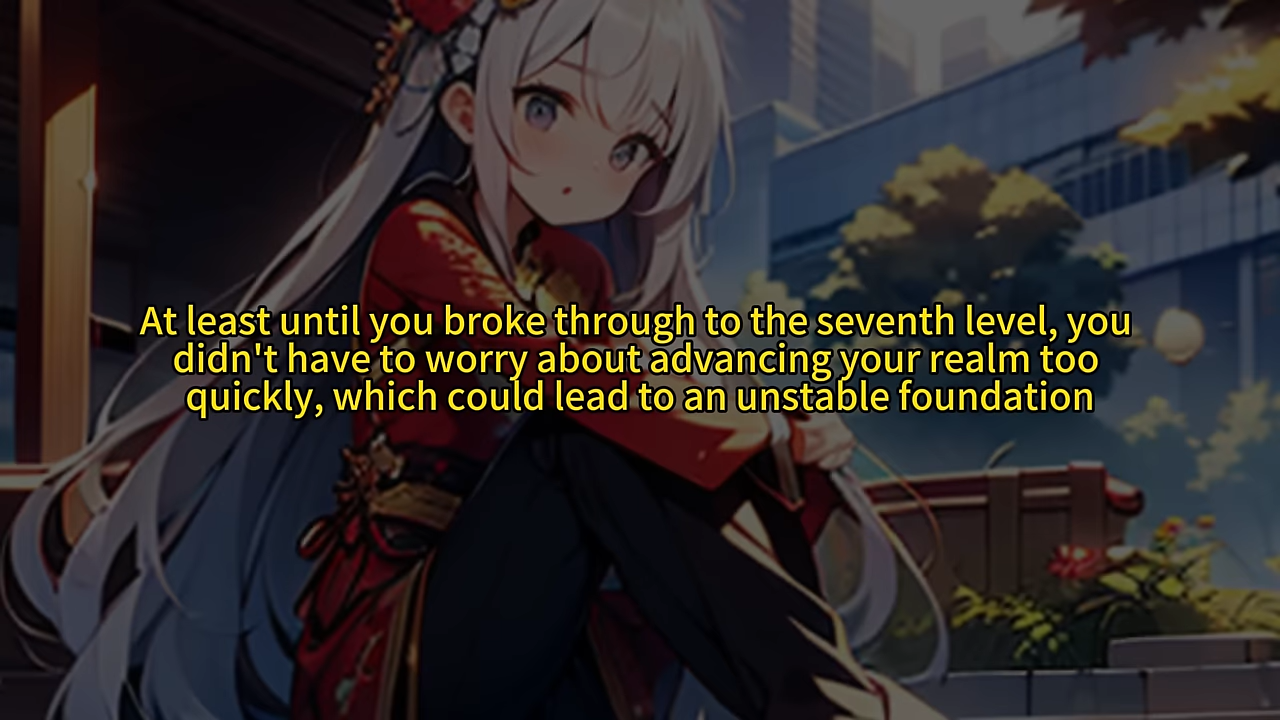 At least until you broke through to the seventh level, you
didn't have to worry about advancing your realm too
quickly, which could lead to an unstable foundation